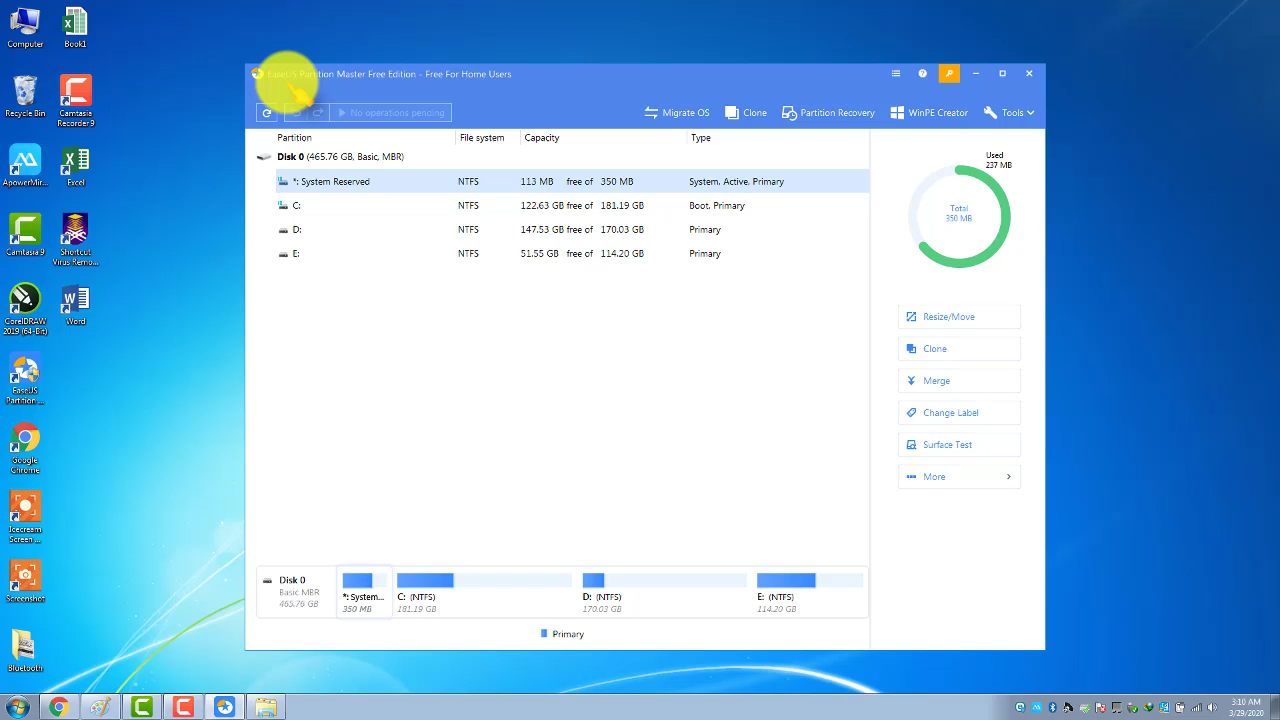 Computer
Book1
Recycle Bin
Camtasia
Recorder 9
ApowerMir...
Excel
Camtasia 9
Shortcut
Virus Remo...
CorelDRAW
2019 (64-Bit)
Word
EaseUS
Partition ...
Google
Chrome
Icecream
Screen ...
Screenshot
Bluetooth
EaseUS Partition Master Free Edition - Free For Home Users
No operations pending
Migrate OS
Clone
Partition Recovery
WinPE Creator
Tools
Partition File system Capacity Type
Disk 0 (465.76 GB, Basic, MBR)
*: System Reserved NTFS 113 MB free of 350 MB System, Active, Primary
C: NTFS 122.63 GB free of 181.19 GB Boot, Primary
D: NTFS 147.53 GB free of 170.03 GB Primary
E: NTFS 51.55 GB free of 114.20 GB Primary
Used
237 MB
Total
350 MB
Resize/Move
Clone
Merge
Change Label
Surface Test
More
Disk 0
Basic MBR
465.76 GB
*: System...
350 MB
C: (NTFS)
181.19 GB
D: (NTFS)
170.03 GB
E: (NTFS)
114.20 GB
Primary
3:10 AM
3/29/2020